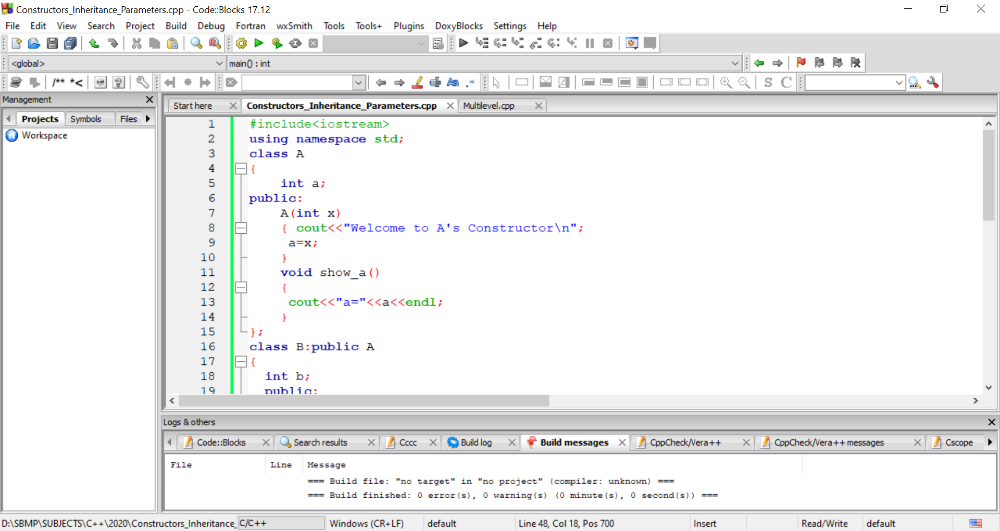 Constructors_Inheritance_Parameters.cpp - Code::Blocks 17.12
File Edit View Search Project Build Debug Fortran wxSmith Tools Tools+ Plugins DoxyBlocks Settings Help
<global> main() : int
/** *<
Aa .* S C
Management
Projects Symbols Files
Workspace
Start here Constructors_Inheritance_Parameters.cpp Multilevel.cpp
1 #include<iostream>
2 using namespace std;
3 class A
4 {
5 int a;
6 public:
7 A(int x)
8 { cout<<"Welcome to A's Constructor\n";
9 a=x;
10 }
11 void show_a()
12 {
13 cout<<"a="<<a<<endl;
14 }
15 };
16 class B:public A
17 {
18 int b;
19 public:
Logs & others
Code::Blocks Search results Cccc Build log Build messages CppCheck/Vera++ CppCheck/Vera++ messages Cscope
File Line Message
=== Build file: "no target" in "no project" (compiler: unknown) ===
=== Build finished: 0 error(s), 0 warning(s) (0 minute(s), 0 second(s)) ===
D:\SBMP\SUBJECTS\C++\2020\Constructors_Inheritance_ C/C++ Windows (CR+LF) default Line 48, Col 18, Pos 700 Insert Read/Write default